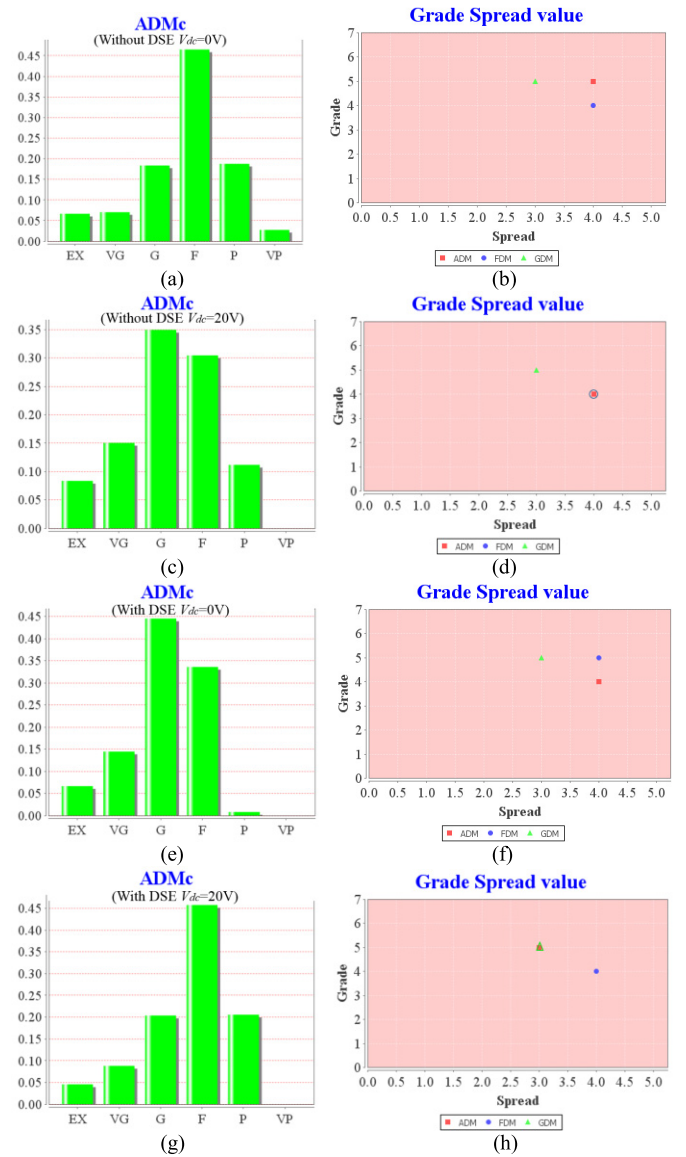 ADMc
(Without DSE Vdc=0V)
0.45
0.40
0.35
0.30
0.25
0.20
0.15
0.10
0.05
0.00
EX VG G F P VP
(a)
Grade Spread value
7
6
5
4
3
2
1
0
Grade
0.0 0.5 1.0 1.5 2.0 2.5 3.0 3.5 4.0 4.5 5.0
Spread
ADM FDM GDM
(b)
ADMc
(Without DSE Vdc=20V)
0.35
0.30
0.25
0.20
0.15
0.10
0.05
0.00
EX VG G F P VP
(c)
Grade Spread value
7
6
5
4
3
2
1
0
Grade
0.0 0.5 1.0 1.5 2.0 2.5 3.0 3.5 4.0 4.5 5.0
Spread
ADM FDM GDM
(d)
ADMc
(With DSE Vdc=0V)
0.45
0.40
0.35
0.30
0.25
0.20
0.15
0.10
0.05
0.00
EX VG G F P VP
(e)
Grade Spread value
7
6
5
4
3
2
1
0
Grade
0.0 0.5 1.0 1.5 2.0 2.5 3.0 3.5 4.0 4.5 5.0
Spread
ADM FDM GDM
(f)
ADMc
(With DSE Vdc=20V)
0.45
0.40
0.35
0.30
0.25
0.20
0.15
0.10
0.05
0.00
EX VG G F P VP
(g)
Grade Spread value
7
6
5
4
3
2
1
0
Grade
0.0 0.5 1.0 1.5 2.0 2.5 3.0 3.5 4.0 4.5 5.0
Spread
ADM FDM GDM
(h)